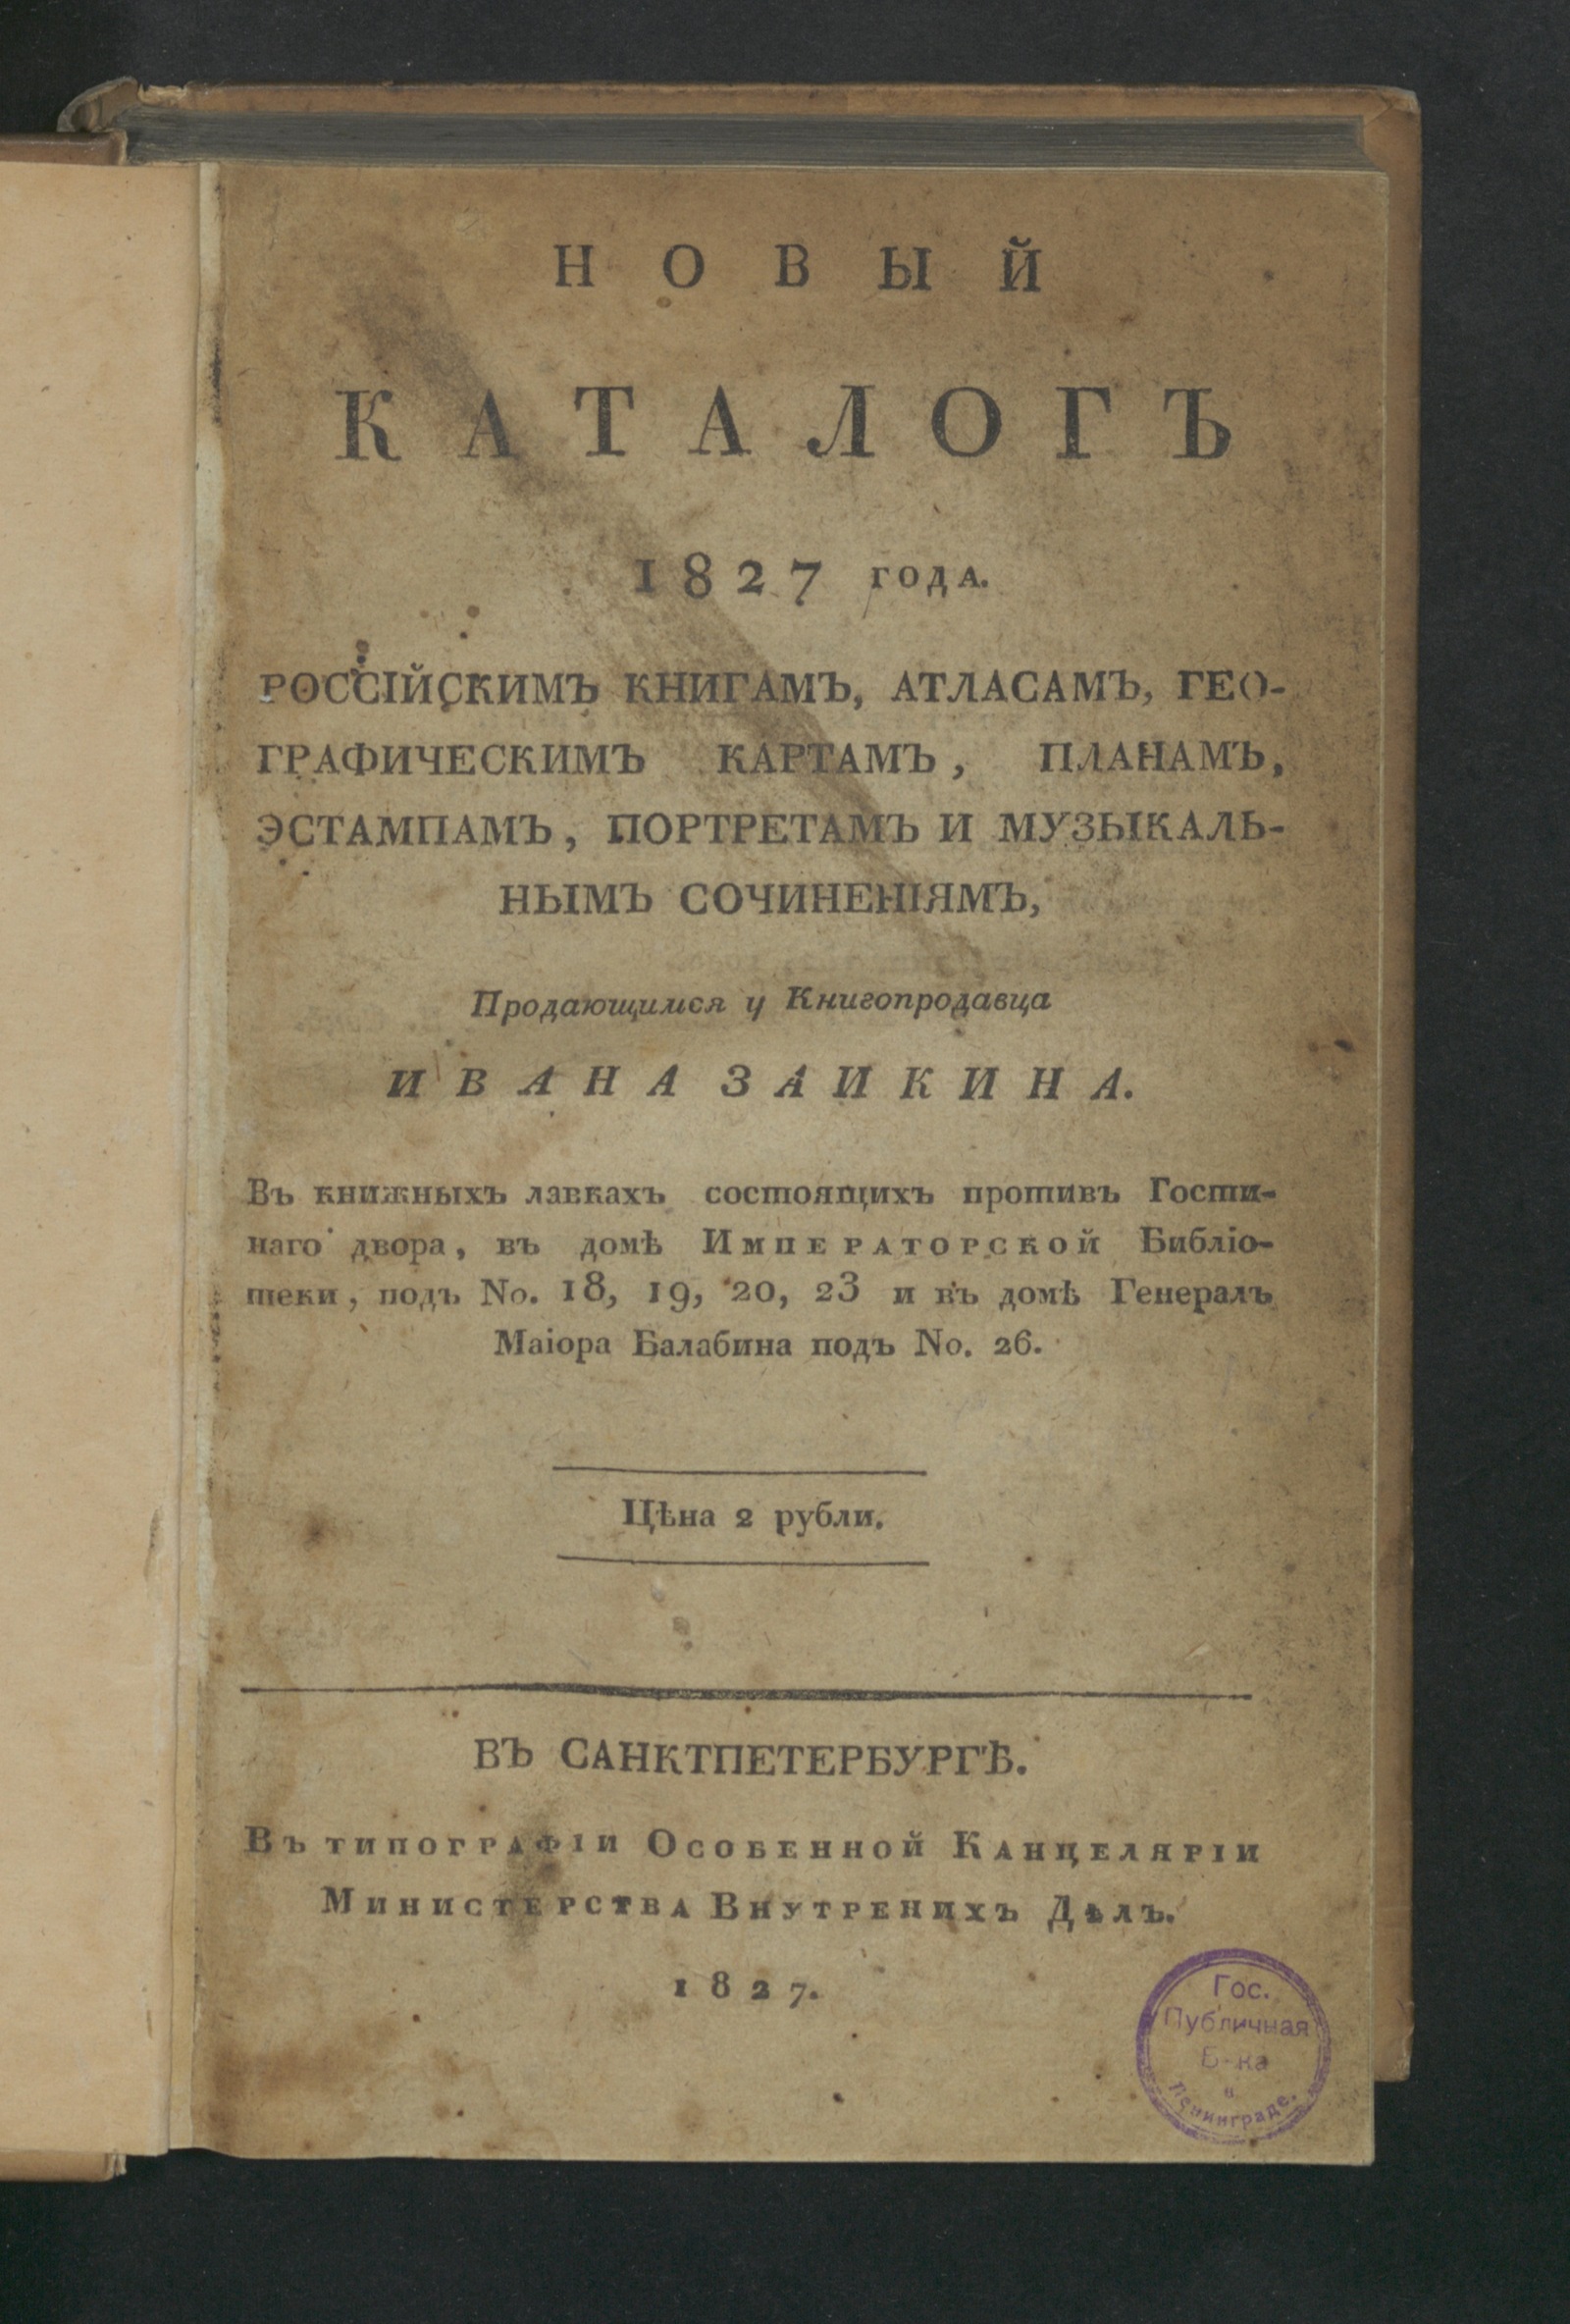 НОВЫЙ
КАТАЛОГЪ
1827 ГОДА.
РОССІЙСКИМЪ КНИГАМЪ, АТЛАСАМЪ, ГЕО-
ГРАФИЧЕСКИМЪ КАРТАМЪ, ПЛАНАМЪ,
ЭСТАМПАМЪ, ПОРТРЕТАМЪ И МУЗЫКАЛЬ-
НЫМЪ СОЧИНЕНІЯМЪ,
Продающимся у Книгопродавца
ИВАНА ЗАИКИНА.
Въ книжныхъ лавкахъ состоящихъ противъ Гости-
наго двора, въ домѣ ИМПЕРАТОРСКОЙ Библіо-
теки, подъ No. 18, 19, 20, 23 и въ домѣ Генералъ
Маіора Балабина подъ No. 26.
Цѣна 2 рубли.
ВЪ САНКТПЕТЕРБУРГѢ.
ВЪ ТИПОГРАФІИ ОСОБЕННОЙ КАНЦЕЛЯРІИ
МИНИСТЕРСТВА ВНУТРЕНИХЪ ДѢЛЪ.
1827.
Гос.
Публичная
Б-ка
в
Ленинграде.